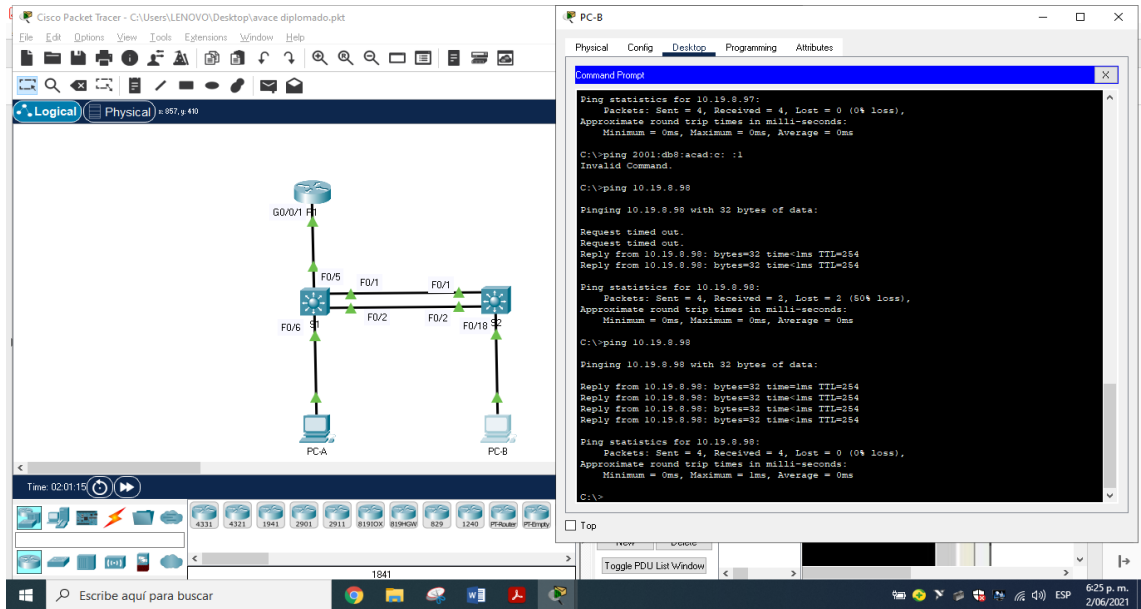 Cisco Packet Tracer - C:\Users\LENOVO\Desktop\avace diplomado.pkt
File Edit Options View Tools Extensions Window Help
Logical Physical x: 857, y: 410
G0/0/1 R1
F0/5
F0/1
F0/1
F0/2
F0/2
F0/6
S1
F0/18
S2
PC-A
PC-B
Time: 02:01:15
4331 4321 1941 2901 2911 819IOX 819HGW 829 1240 PT-Router PT-Empty
1841
PC-B
Physical Config Desktop Programming Attributes
Command Prompt
X
Ping statistics for 10.19.8.97:
Packets: Sent = 4, Received = 4, Lost = 0 (0% loss),
Approximate round trip times in milli-seconds:
Minimum = 0ms, Maximum = 0ms, Average = 0ms
C:\>ping 2001:db8:acad:c: :1
Invalid Command.
C:\>ping 10.19.8.98
Pinging 10.19.8.98 with 32 bytes of data:
Request timed out.
Request timed out.
Reply from 10.19.8.98: bytes=32 time<1ms TTL=254
Reply from 10.19.8.98: bytes=32 time<1ms TTL=254
Ping statistics for 10.19.8.98:
Packets: Sent = 4, Received = 2, Lost = 2 (50% loss),
Approximate round trip times in milli-seconds:
Minimum = 0ms, Maximum = 0ms, Average = 0ms
C:\>ping 10.19.8.98
Pinging 10.19.8.98 with 32 bytes of data:
Reply from 10.19.8.98: bytes=32 time=1ms TTL=254
Reply from 10.19.8.98: bytes=32 time<1ms TTL=254
Reply from 10.19.8.98: bytes=32 time<1ms TTL=254
Reply from 10.19.8.98: bytes=32 time<1ms TTL=254
Ping statistics for 10.19.8.98:
Packets: Sent = 4, Received = 4, Lost = 0 (0% loss),
Approximate round trip times in milli-seconds:
Minimum = 0ms, Maximum = 1ms, Average = 0ms
C:\>
Top
New Delete
Toggle PDU List Window
Escribe aquí para buscar
ESP
6:25 p. m.
2/06/2021